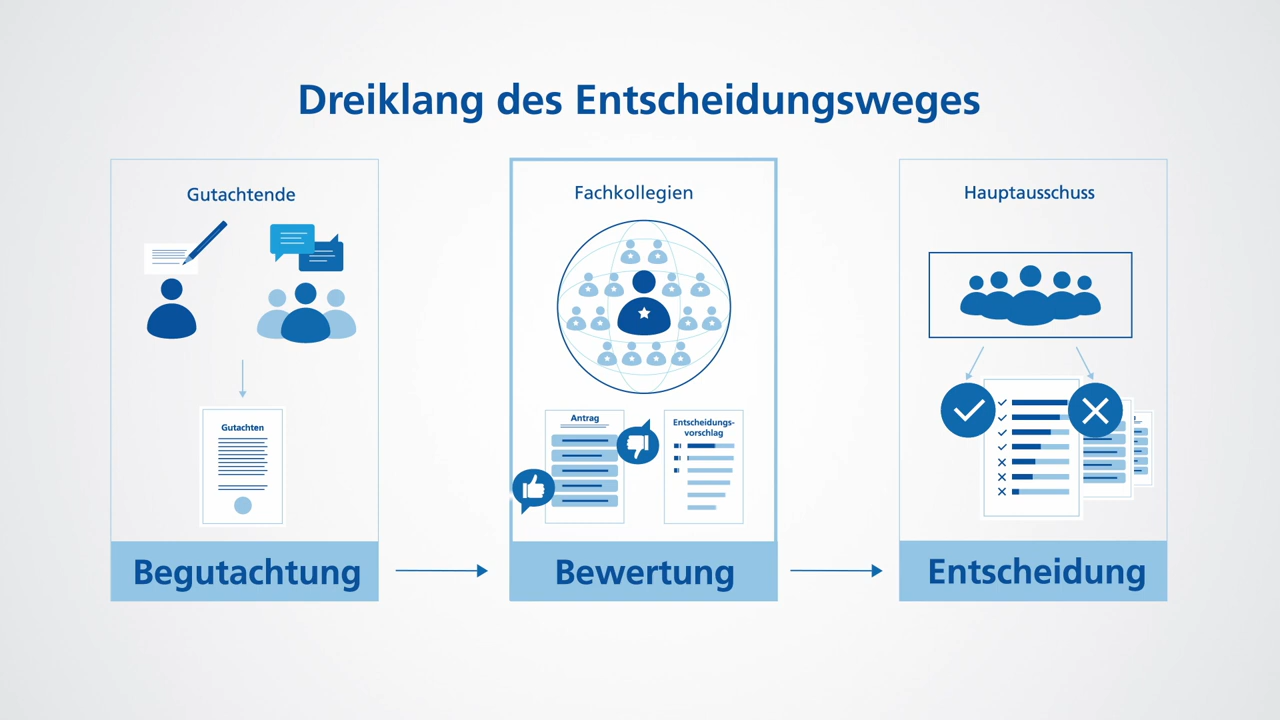 Dreiklang des Entscheidungsweges
Gutachtende
Gutachten
Begutachtung
Fachkollegien
Antrag
Entscheidungs-
vorschlag
Bewertung
Hauptausschuss
Entscheidung